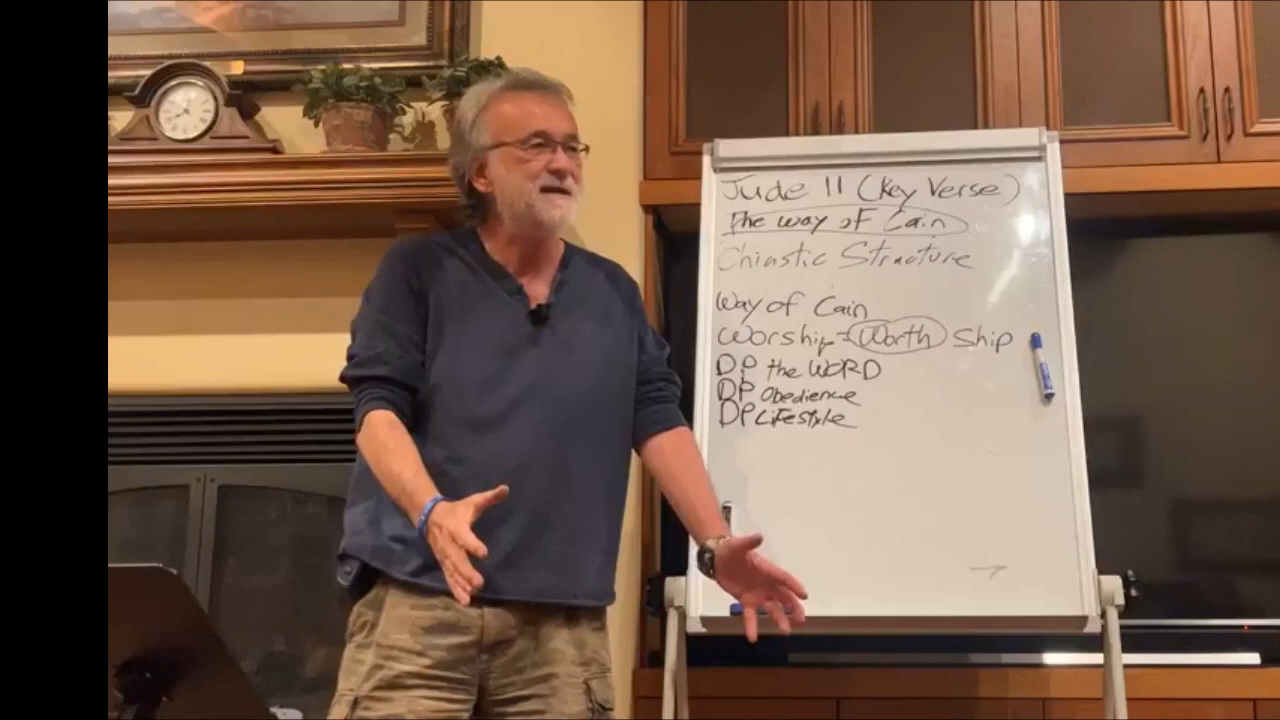 Jude 11 (Key Verse)
The way of Cain
Chiastic Structure
Way of Cain
Worship = Worth Ship
DP the WORD
DP Obedience
DP Lifestyle